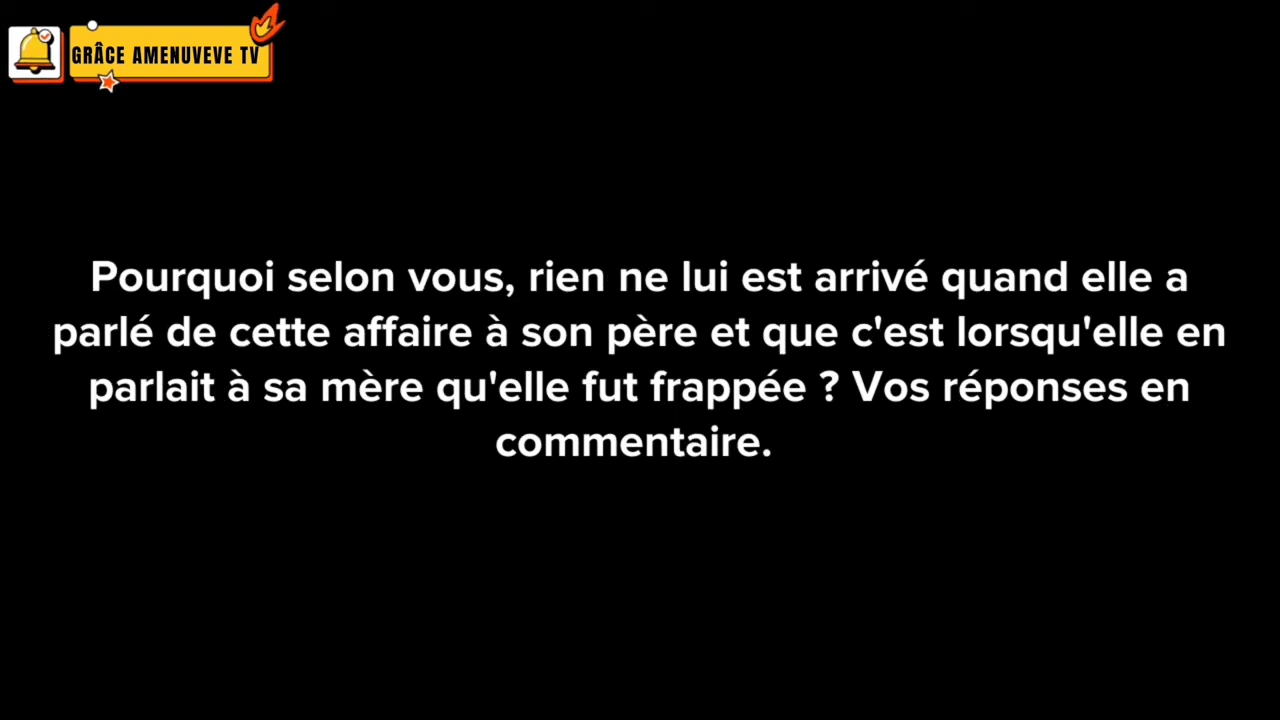 GRÂCE AMENUVEVE TV
Pourquoi selon vous, rien ne lui est arrivé quand elle a
parlé de cette affaire à son père et que c'est lorsqu'elle en
parlait à sa mère qu'elle fut frappée ? Vos réponses en
commentaire.